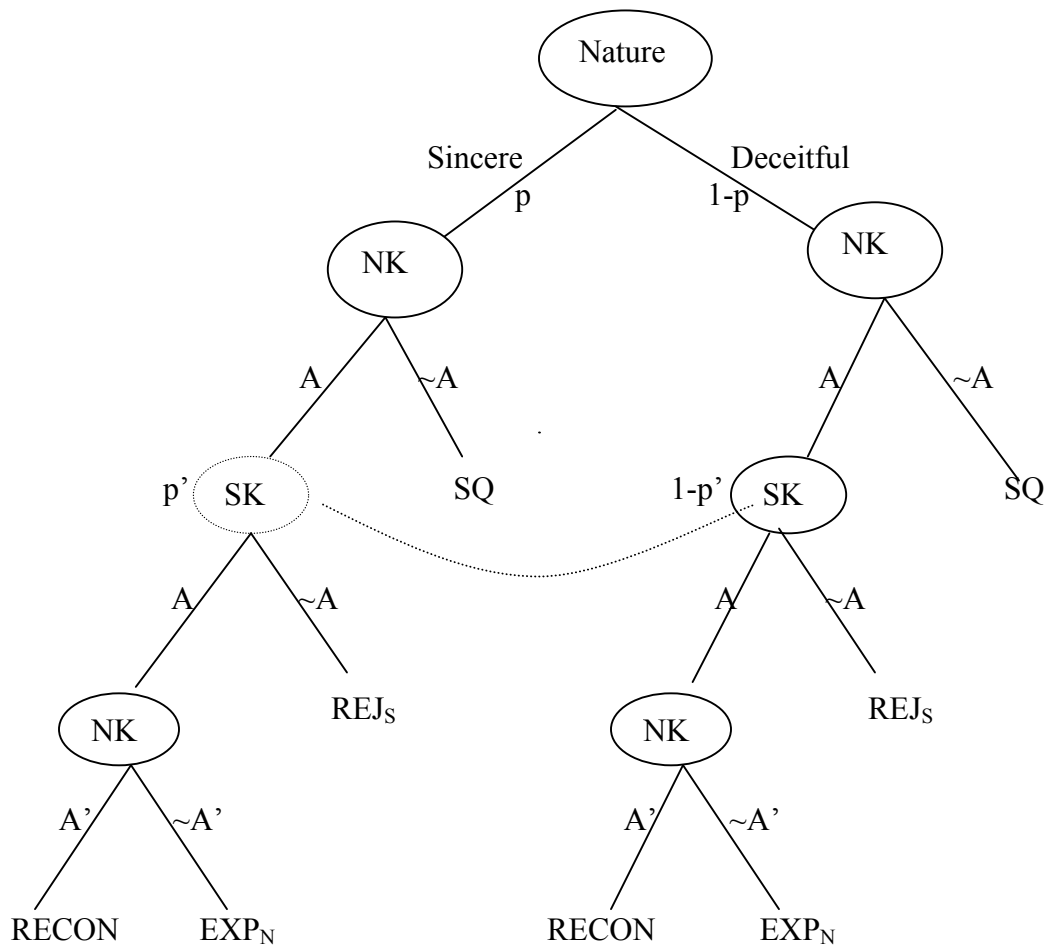 Nature
Sincere Deceitful
p 1-p
NK NK
A ~A A ~A
p’ SK SQ 1-p’ SK SQ
A ~A A ~A
REJS REJS
NK NK
A’ ~A’ A’ ~A’
RECON EXPN RECON EXPN